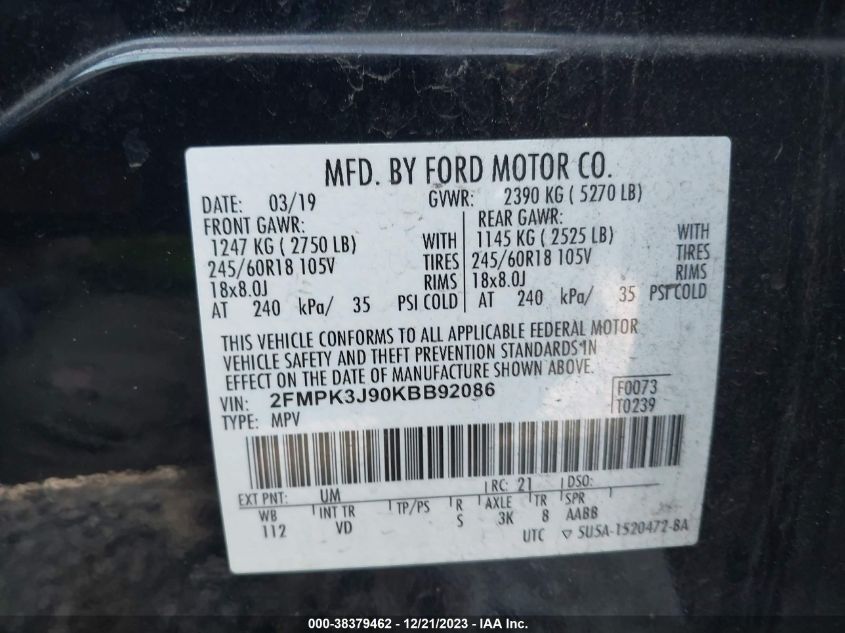 MFD. BY FORD MOTOR CO.
DATE: 03/19 GVWR: 2390 KG ( 5270 LB)
FRONT GAWR: REAR GAWR:
1247 KG ( 2750 LB) WITH 1145 KG ( 2525 LB) WITH
245/60R18 105V TIRES 245/60R18 105V TIRES
18x8.0J RIMS 18x8.0J RIMS
AT 240 kPa/ 35 PSI COLD AT 240 kPa/ 35 PSI COLD
THIS VEHICLE CONFORMS TO ALL APPLICABLE FEDERAL MOTOR
VEHICLE SAFETY AND THEFT PREVENTION STANDARDS IN
EFFECT ON THE DATE OF MANUFACTURE SHOWN ABOVE.
VIN: 2FMPK3J90KBB92086 F0073
TYPE: MPV T0239
EXT PNT: UM RC: 21 DSO:
WB INT TR TP/PS R AXLE TR SPR
112 VD S 3K 8 AABB
UTC ▽ 5U5A-1520472-BA
000-38379462 - 12/21/2023 - IAAI Inc.